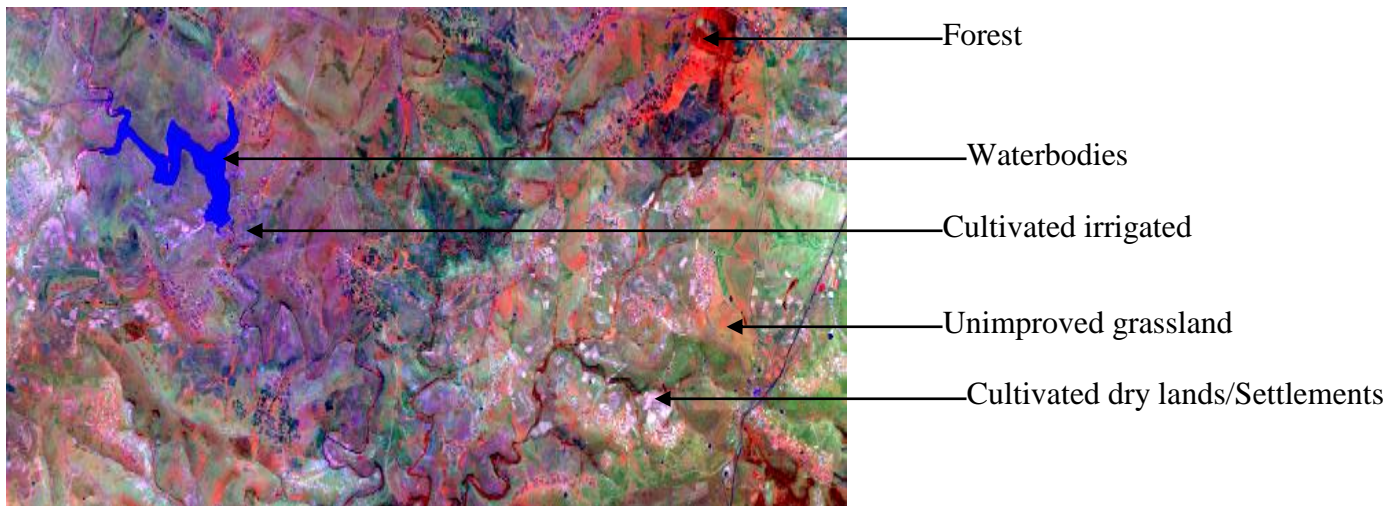 Forest
Waterbodies
Cultivated irrigated
Unimproved grassland
Cultivated dry lands/Settlements